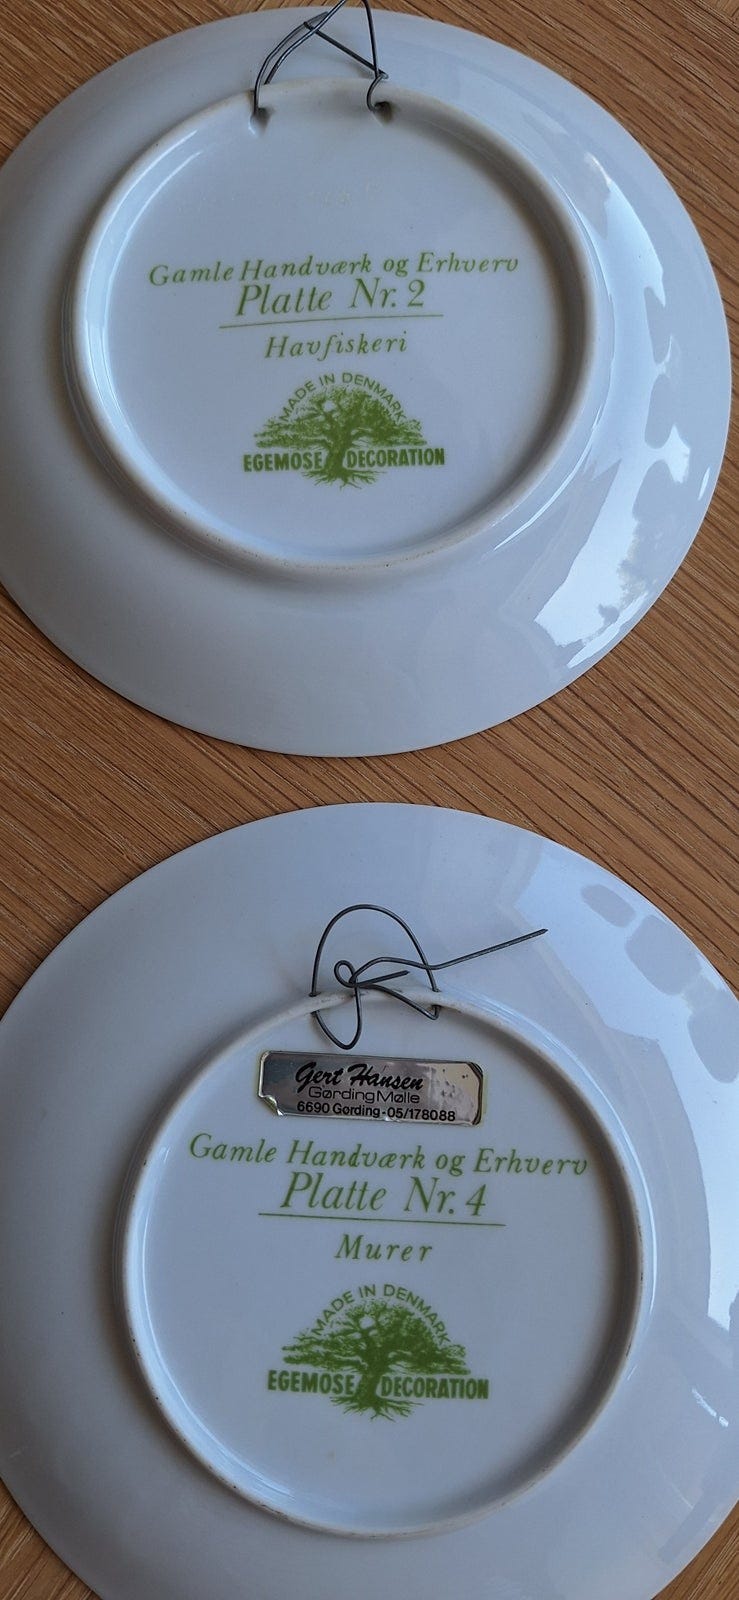 Gamle Handværk og Erhverv
Platte Nr. 2
Havfiskeri
MADE IN DENMARK
EGEMOSE DECORATION
Gert Hansen
Gørding Mølle
6690 Gørding - 05/178088
Gamle Handværk og Erhverv
Platte Nr. 4
Murer
MADE IN DENMARK
EGEMOSE DECORATION